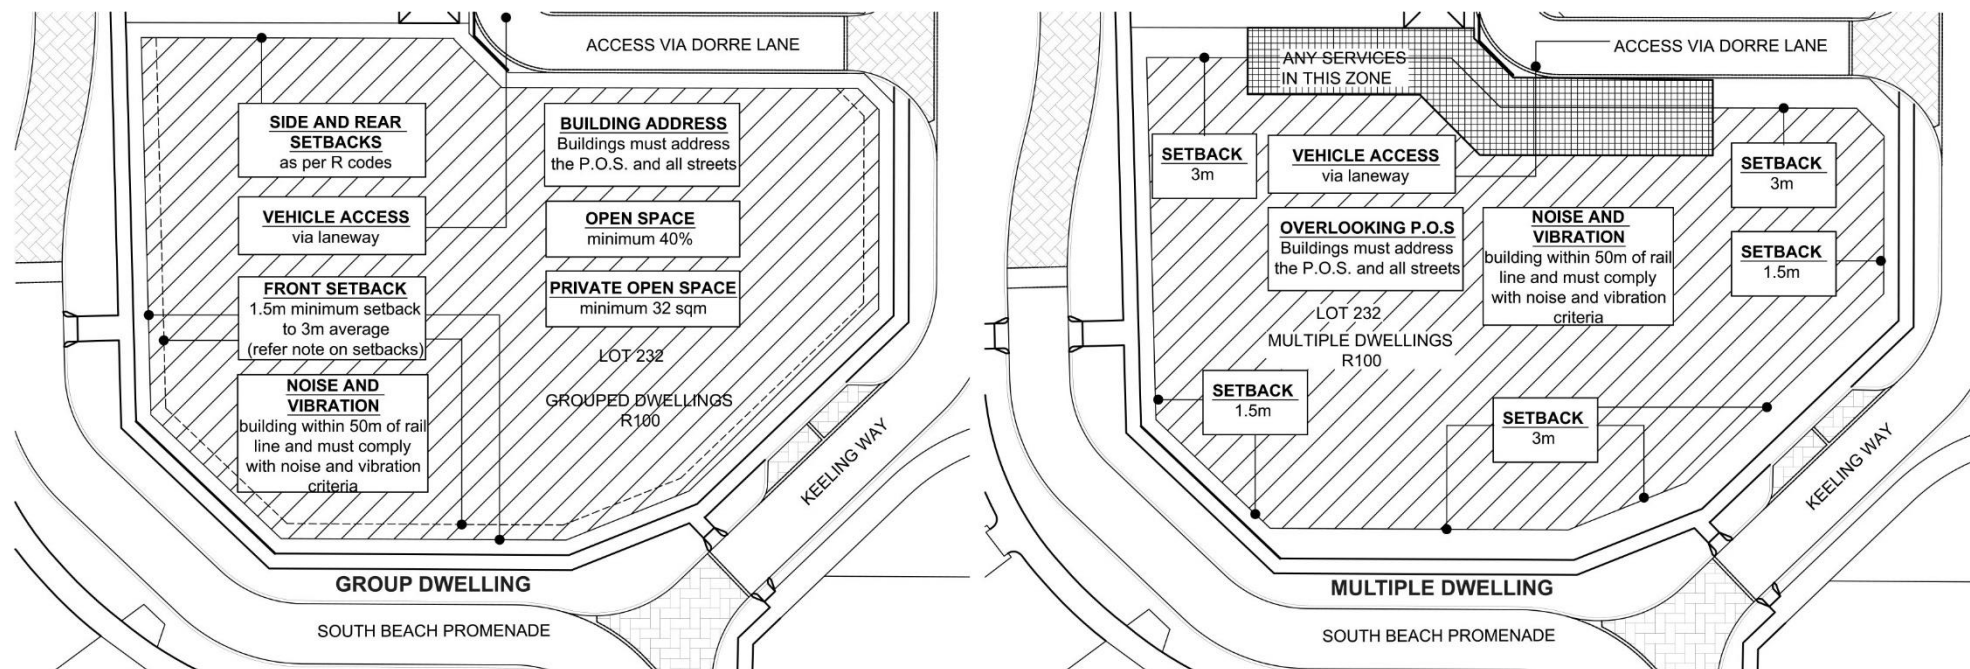 ACCESS VIA DORRE LANE
SIDE AND REAR
SETBACKS
as per R codes
BUILDING ADDRESS
Buildings must address
the P.O.S. and all streets
VEHICLE ACCESS
via laneway
OPEN SPACE
minimum 40%
FRONT SETBACK
1.5m minimum setback
to 3m average
(refer note on setbacks)
PRIVATE OPEN SPACE
minimum 32 sqm
LOT 232
GROUPED DWELLINGS
R100
NOISE AND
VIBRATION
building within 50m of rail
line and must comply
with noise and vibration
criteria
KEELING WAY
GROUP DWELLING
SOUTH BEACH PROMENADE
ACCESS VIA DORRE LANE
ANY SERVICES
IN THIS ZONE
SETBACK
3m
VEHICLE ACCESS
via laneway
SETBACK
3m
OVERLOOKING P.O.S
Buildings must address
the P.O.S. and all streets
NOISE AND
VIBRATION
building within 50m of rail
line and must comply
with noise and vibration
criteria
SETBACK
1.5m
LOT 232
MULTIPLE DWELLINGS
R100
SETBACK
1.5m
SETBACK
3m
KEELING WAY
MULTIPLE DWELLING
SOUTH BEACH PROMENADE